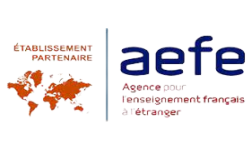 ÉTABLISSEMENT
PARTENAIRE
aefe
Agence pour
l'enseignement français
à l'étranger